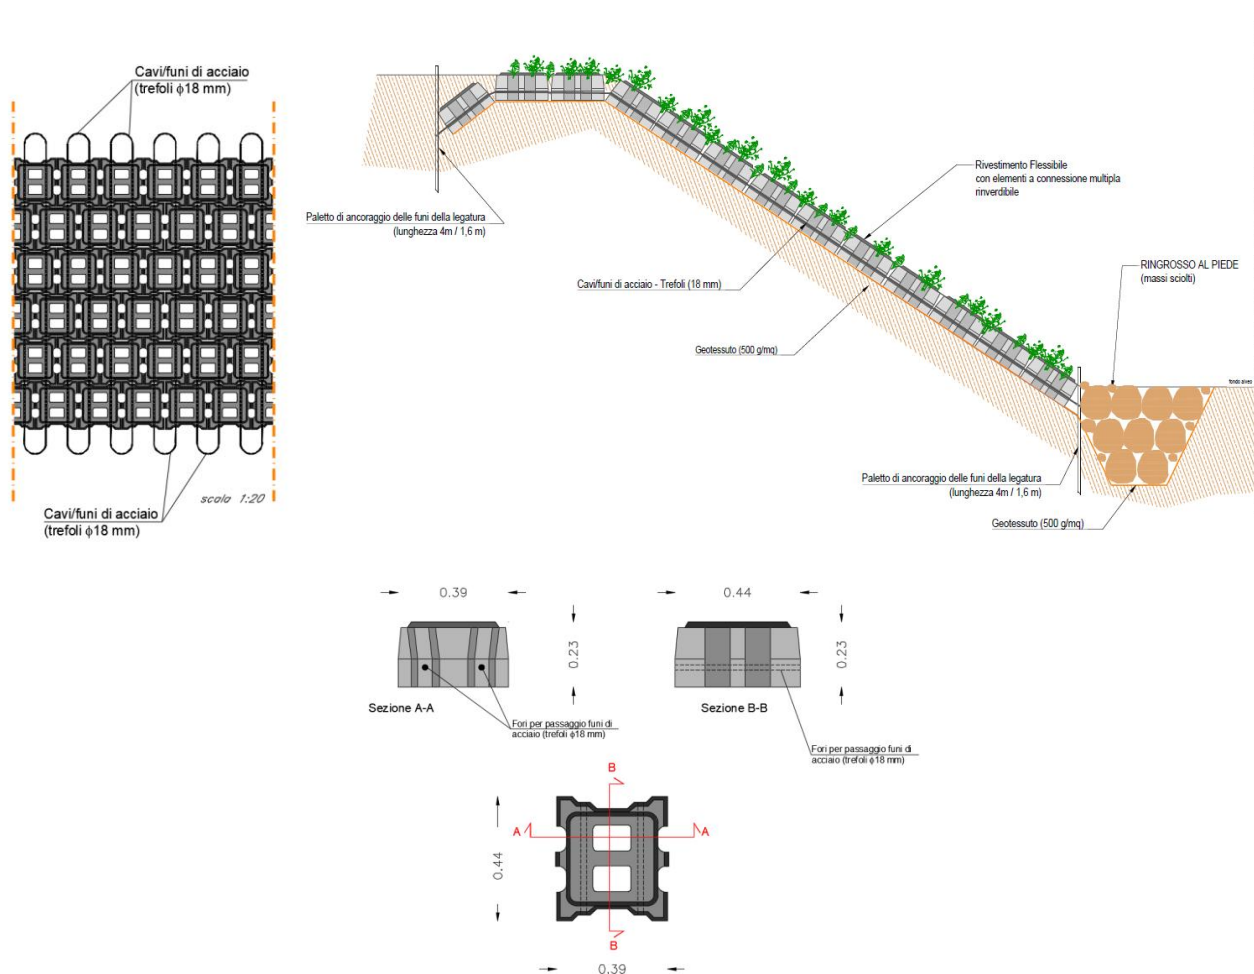 Cavi/funi di acciaio
(trefoli ϕ18 mm)
scala 1:20
Cavi/funi di acciaio
(trefoli ϕ18 mm)
Rivestimento Flessibile
con elementi a connessione multipla
rinverdibile
Paletto di ancoraggio delle funi della legatura
(lunghezza 4m / 1,6 m)
RINGROSSO AL PIEDE
(massi sciolti)
Cavi/funi di acciaio - Trefoli (18 mm)
Geotessuto (500 g/mq)
fondo alveo
Paletto di ancoraggio delle funi della legatura
(lunghezza 4m / 1,6 m)
Geotessuto (500 g/mq)
0.39
0.23
Sezione A-A
Fori per passaggio funi di
acciaio (trefoli ϕ18 mm)
0.44
0.23
Sezione B-B
Fori per passaggio funi di
acciaio (trefoli ϕ18 mm)
B
A
A
0.44
B
0.39